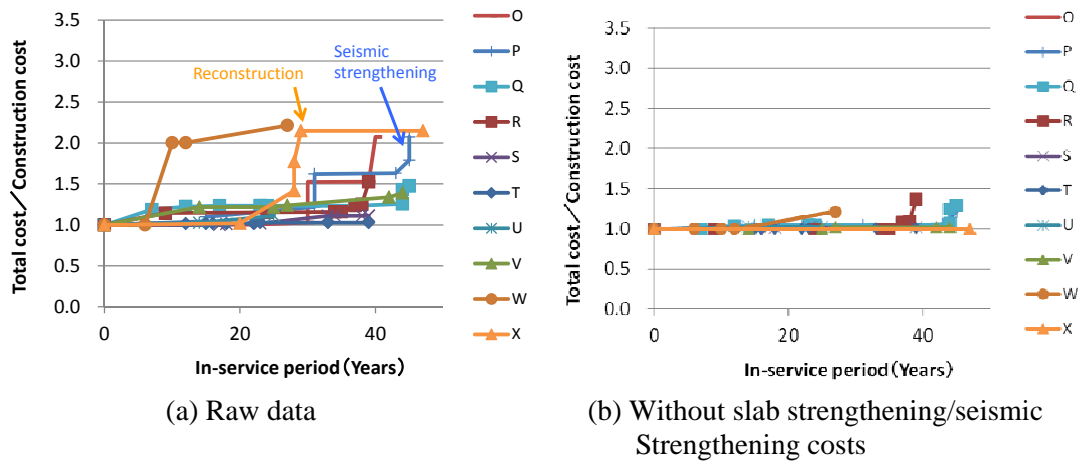 3.5
3.0
2.5
2.0
1.5
1.0
0.5
0.0
0
20
40
Total cost／Construction cost
In-service period（Years）
Reconstruction
Seismic
strengthening
O
P
Q
R
S
T
U
V
W
X
(a) Raw data
3.5
3.0
2.5
2.0
1.5
1.0
0.5
0.0
0
20
40
Total cost／Construction cost
In-service period（Years）
O
P
Q
R
S
T
U
V
W
X
(b) Without slab strengthening/seismic
Strengthening costs